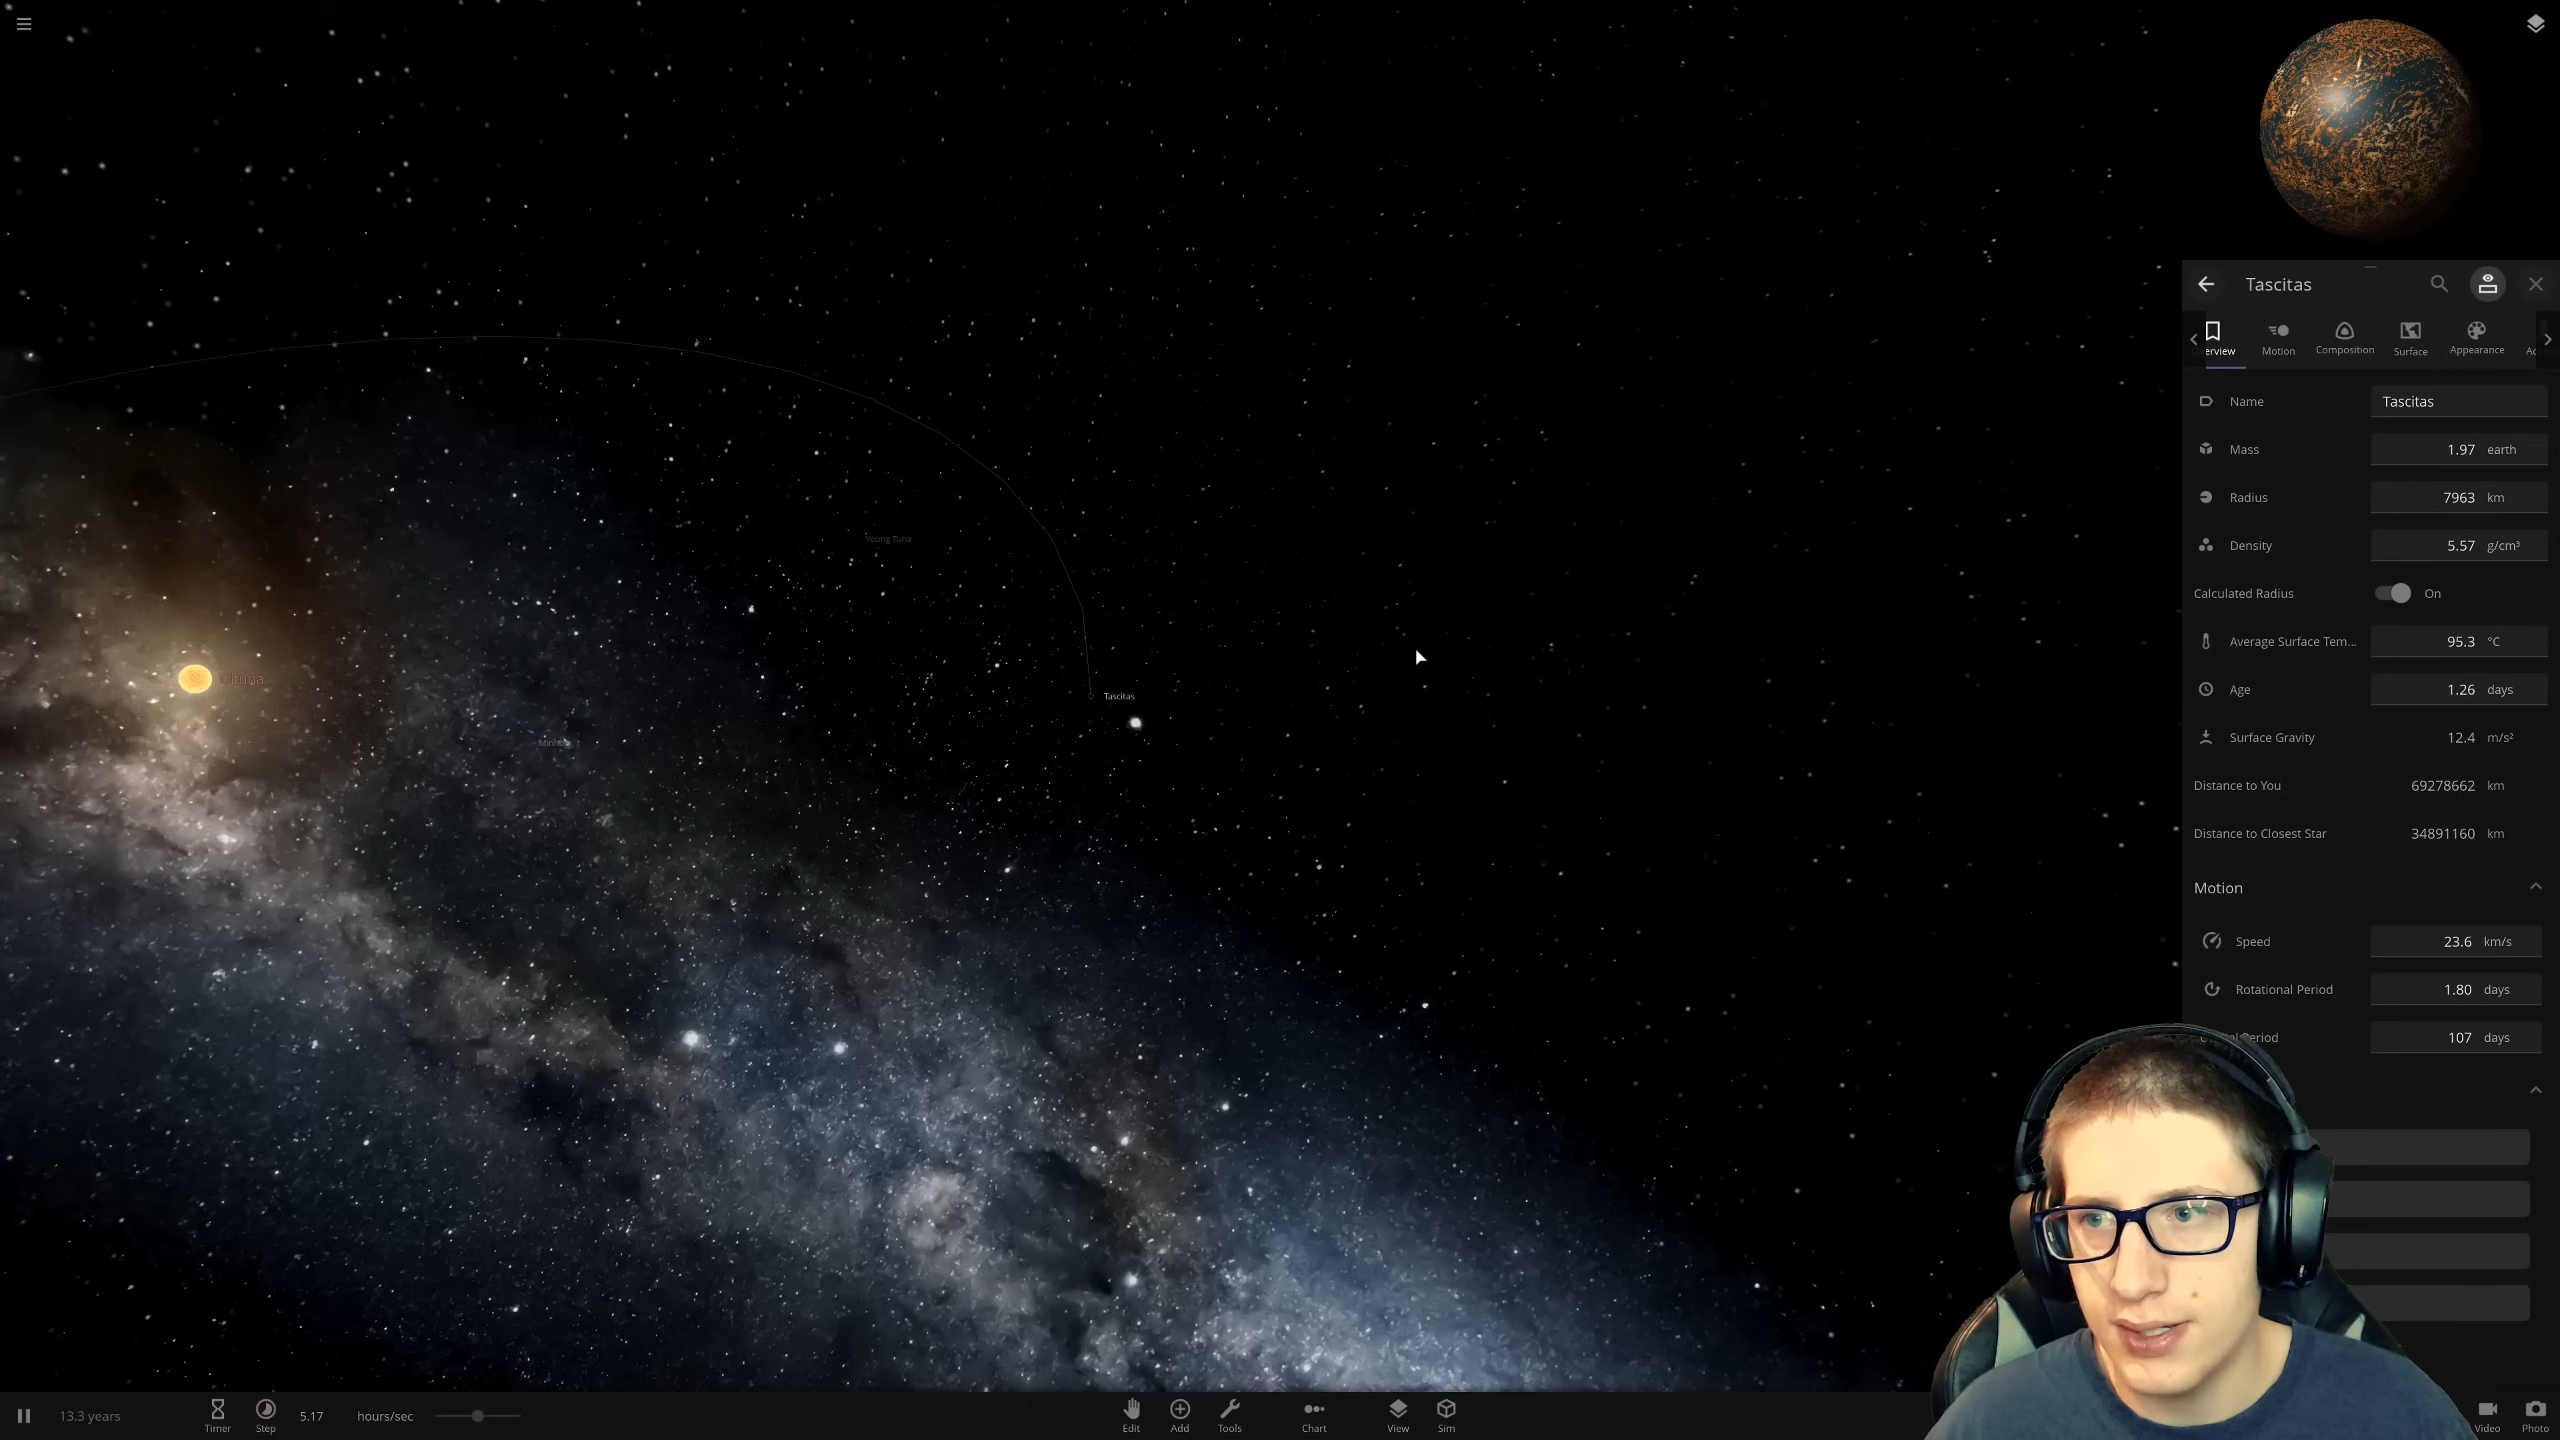 Tascitas
Overview
Motion
Composition
Surface
Appearance
Name
Tascitas
Mass
1.97 earth
Radius
7963 km
Density
5.57 g/cm³
Calculated Radius
On
Average Surface Tem...
95.3 °C
Age
1.26 days
Surface Gravity
12.4 m/s²
Distance to You
69278662 km
Distance to Closest Star
34891160 km
Motion
Speed
23.6 km/s
Rotational Period
1.80 days
Period
107 days
Young Tuna
Tascitas
13.3 years
Timer
Step
5.17 hours/sec
Edit
Add
Tools
Chart
View
Sim
Video
Photo